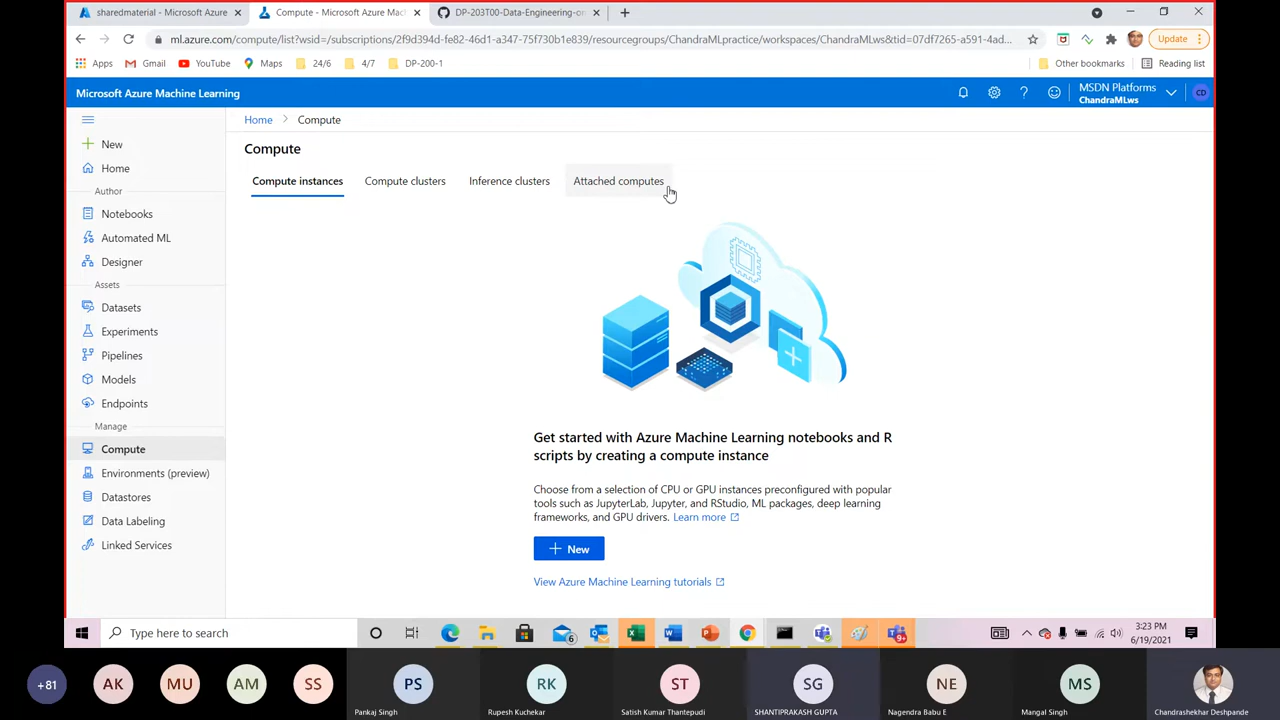 sharedmaterial - Microsoft Azure
Compute - Microsoft Azure Mac
DP-203T00-Data-Engineering-on
ml.azure.com/compute/list?wsid=/subscriptions/2f9d394d-fe82-46d1-a347-75f730b1e839/resourcegroups/ChandraMLpractice/workspaces/ChandraMLws&tid=07df7265-a591-4ad...
Update
Apps
Gmail
YouTube
Maps
24/6
4/7
DP-200-1
Other bookmarks
Reading list
Microsoft Azure Machine Learning
MSDN Platforms
ChandraMLws
CD
New
Home
Author
Notebooks
Automated ML
Designer
Assets
Datasets
Experiments
Pipelines
Models
Endpoints
Manage
Compute
Environments (preview)
Datastores
Data Labeling
Linked Services
Home > Compute
Compute
Compute instances
Compute clusters
Inference clusters
Attached computes
Get started with Azure Machine Learning notebooks and R
scripts by creating a compute instance
Choose from a selection of CPU or GPU instances preconfigured with popular
tools such as JupyterLab, Jupyter, and RStudio, ML packages, deep learning
frameworks, and GPU drivers. Learn more
+ New
View Azure Machine Learning tutorials
Type here to search
6
9+
3:23 PM
6/19/2021
+81
AK
MU
AM
SS
PS
Pankaj Singh
RK
Rupesh Kuchekar
ST
Satish Kumar Thantepudi
SG
SHANTIPRAKASH GUPTA
NE
Nagendra Babu E
MS
Mangal Singh
Chandrashekhar Deshpande